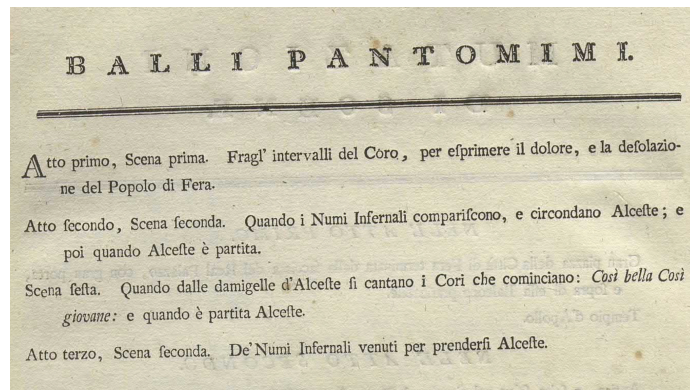 BALLI PANTOMIMI.
Atto primo, Scena prima. Fragl' intervalli del Coro, per eſprimere il dolore, e la deſolazio-
ne del Popolo di Fera.
Atto ſecondo, Scena ſeconda. Quando i Numi Infernali compariſcono, e circondano Alceſte; e
poi quando Alceſte è partita.
Scena ſeſta. Quando dalle damigelle d'Alceſte ſi cantano i Cori che cominciano: Così bella Così
giovane: e quando è partita Alceſte.
Atto terzo, Scena ſeconda. De'Numi Infernali venuti per prenderſi Alceſte.